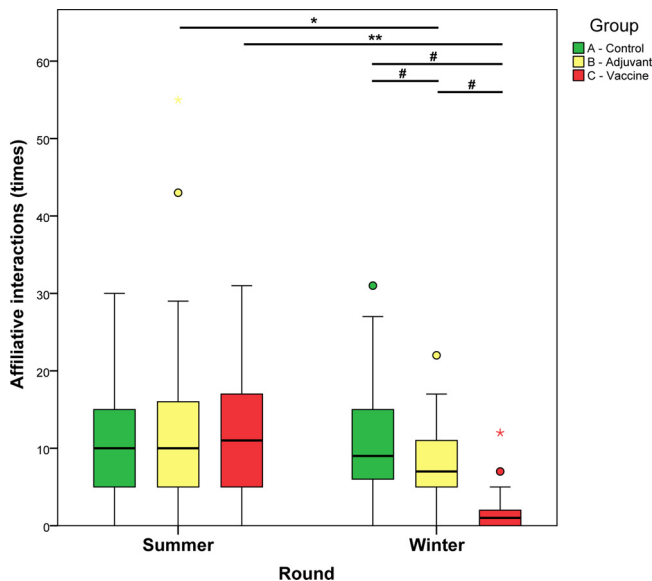 Group
A - Control
B - Adjuvant
C - Vaccine
*
**
#
#
#
Affiliative interactions (times)
60
50
40
30
20
10
0
Summer
Winter
Round